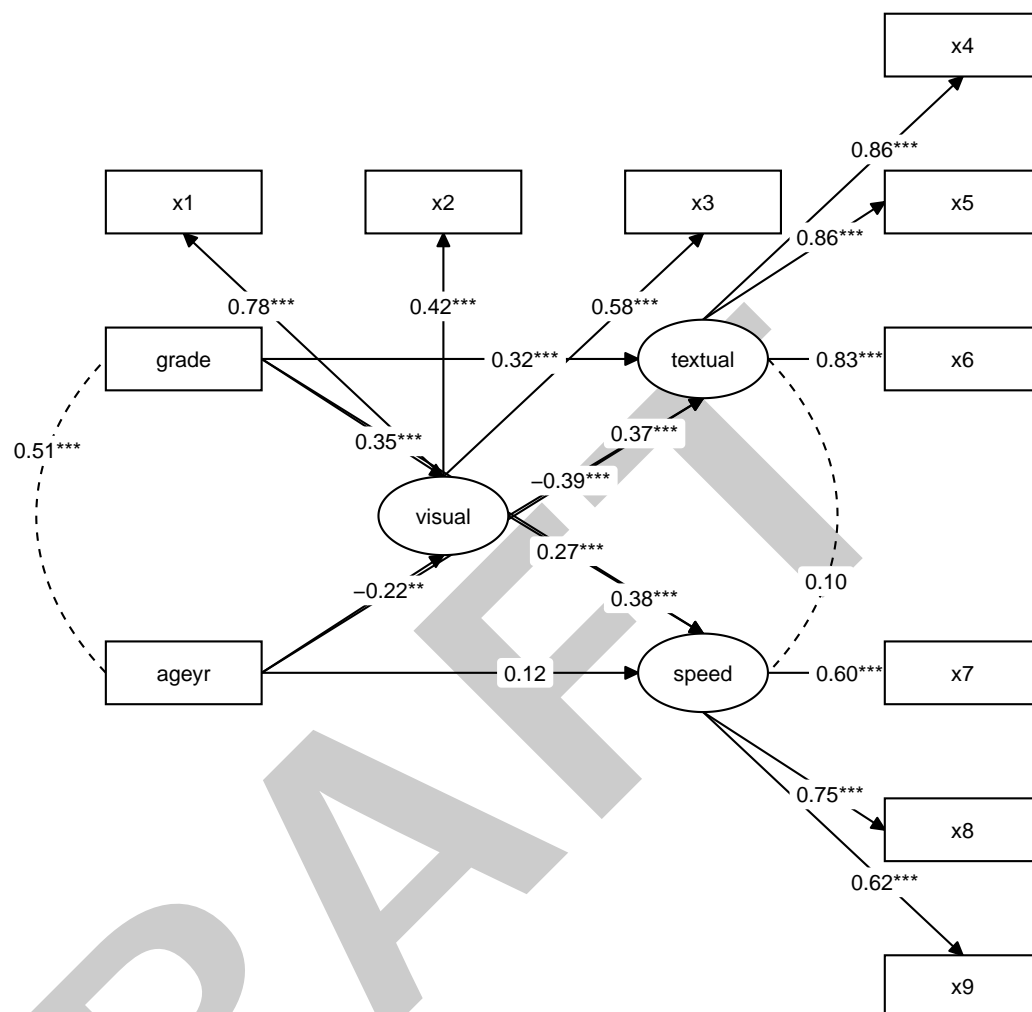 x4
0.86***
x1
x2
x3
x5
0.86***
0.78***
0.42***
0.58***
grade
0.32***
textual
0.83***
x6
0.51***
0.35***
0.37***
−0.39***
visual
0.27***
0.10
−0.22**
0.38***
ageyr
0.12
speed
0.60***
x7
0.75***
x8
0.62***
x9